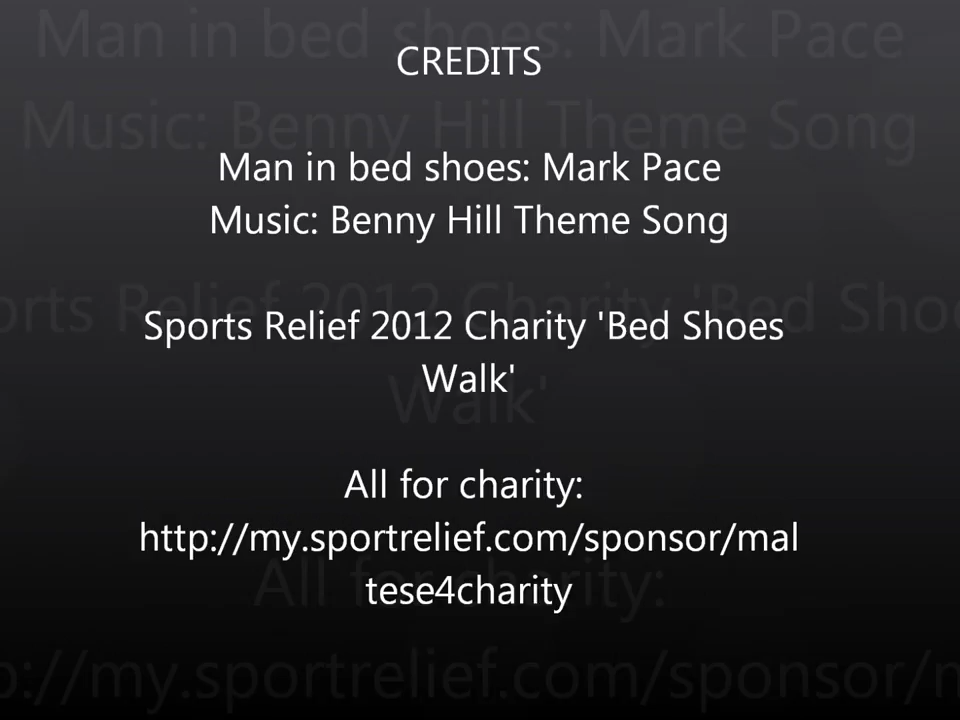 CREDITS
Man in bed shoes: Mark Pace
Music: Benny Hill Theme Song
Sports Relief 2012 Charity 'Bed Shoes
Walk'
All for charity:
http://my.sportrelief.com/sponsor/mal
tese4charity